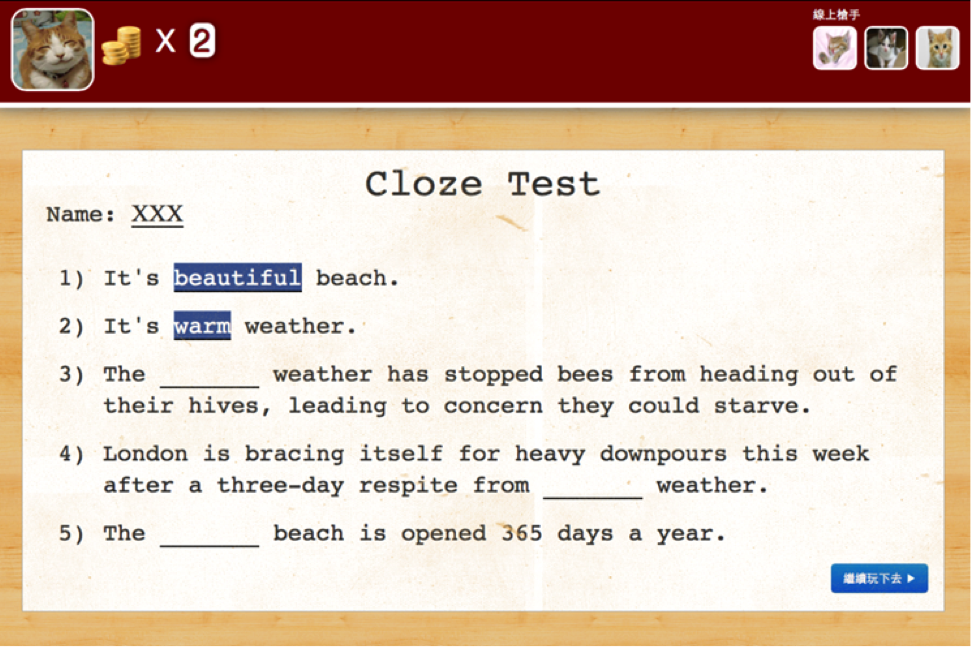 線上槍手
X 2
Cloze Test
Name: XXX
1) It's beautiful beach.
2) It's warm weather.
3) The _______ weather has stopped bees from heading out of
their hives, leading to concern they could starve.
4) London is bracing itself for heavy downpours this week
after a three-day respite from _______ weather.
5) The _______ beach is opened 365 days a year.
繼續玩下去